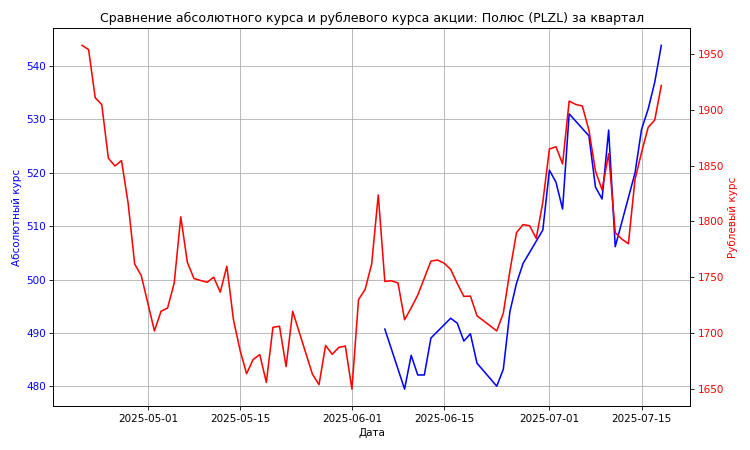 Сравнение абсолютного курса и рублевого курса акции: Полюс (PLZL) за квартал
Абсолютный курс
540
530
520
510
500
490
480
1950
1900
1850
1800
1750
1700
1650
Рублевый курс
2025-05-01 2025-05-15 2025-06-01 2025-06-15 2025-07-01 2025-07-15
Дата